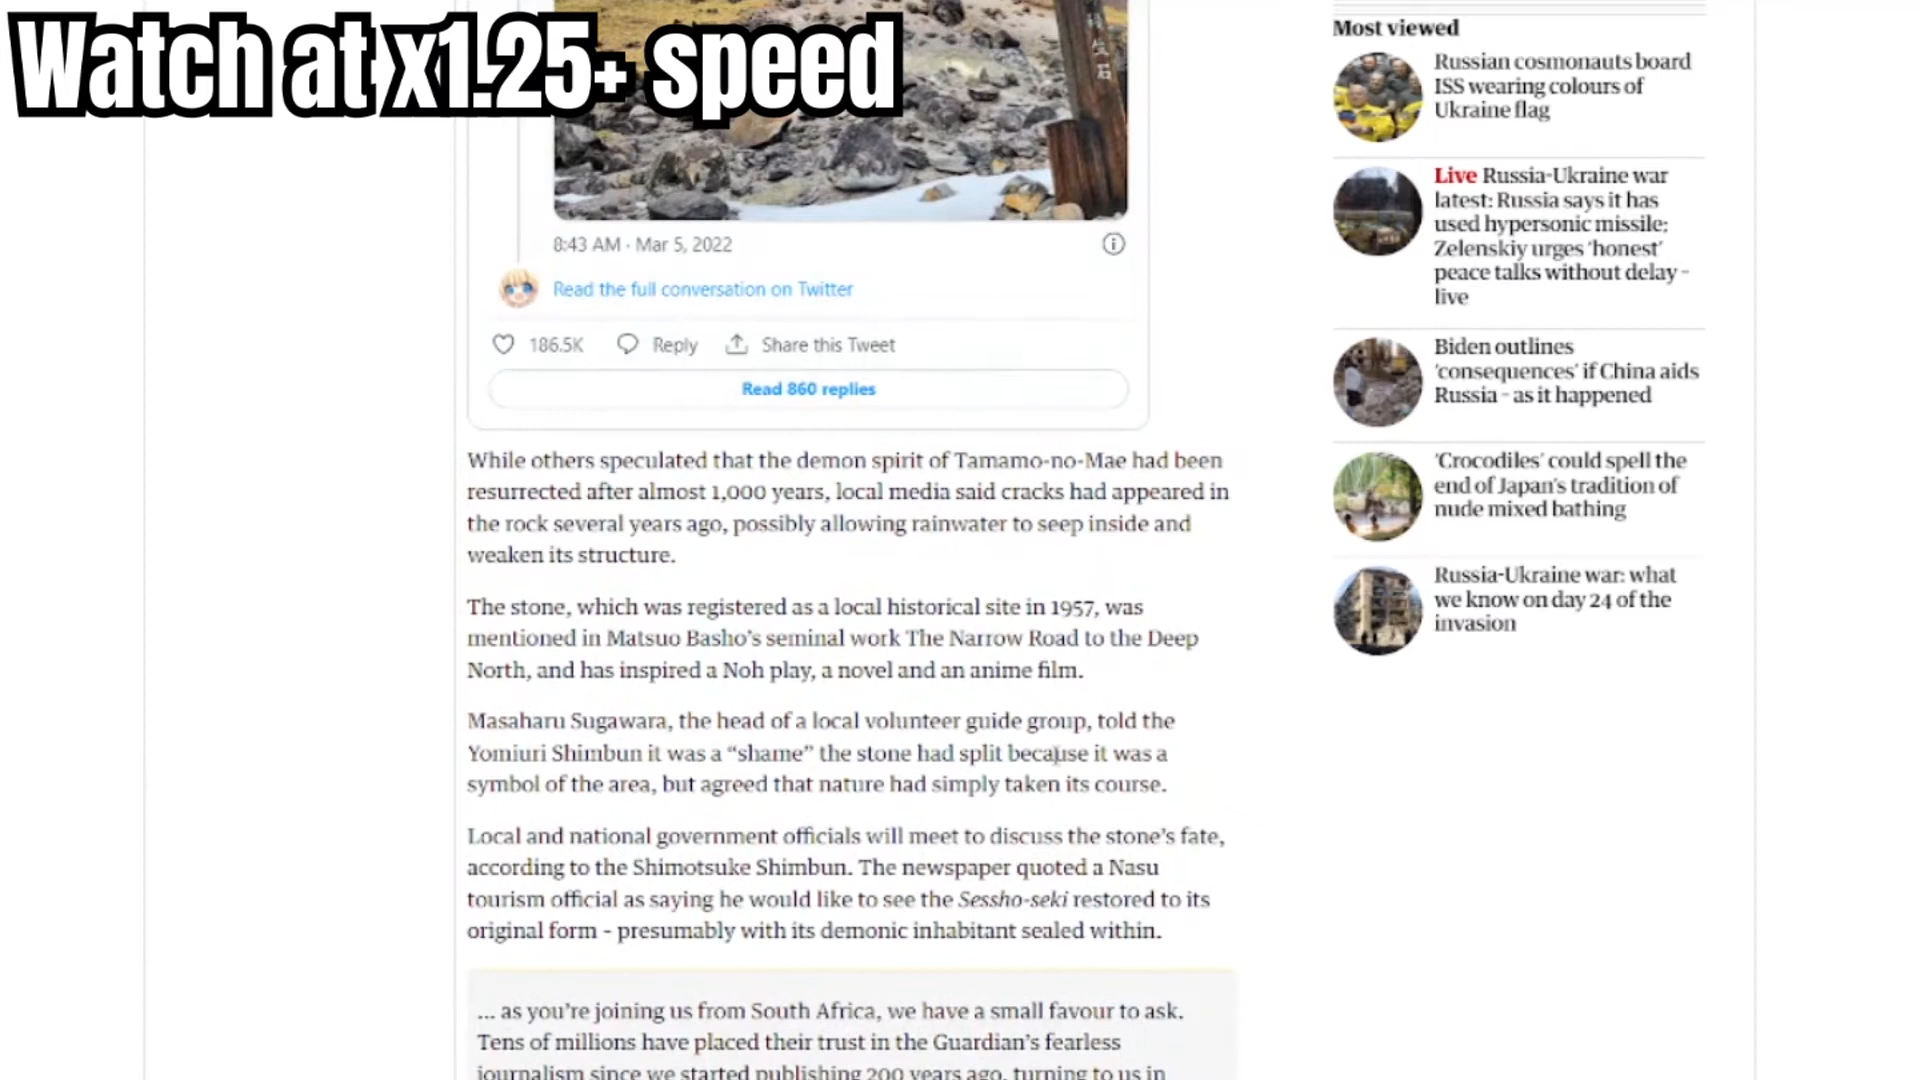 Watch at x1.25+ speed
石
8:43 AM · Mar 5, 2022
Read the full conversation on Twitter
186.5K
Reply
Share this Tweet
Read 860 replies
While others speculated that the demon spirit of Tamamo-no-Mae had been
resurrected after almost 1,000 years, local media said cracks had appeared in
the rock several years ago, possibly allowing rainwater to seep inside and
weaken its structure.
The stone, which was registered as a local historical site in 1957, was
mentioned in Matsuo Basho’s seminal work The Narrow Road to the Deep
North, and has inspired a Noh play, a novel and an anime film.
Masaharu Sugawara, the head of a local volunteer guide group, told the
Yomiuri Shimbun it was a “shame” the stone had split because it was a
symbol of the area, but agreed that nature had simply taken its course.
Local and national government officials will meet to discuss the stone’s fate,
according to the Shimotsuke Shimbun. The newspaper quoted a Nasu
tourism official as saying he would like to see the Sessho-seki restored to its
original form – presumably with its demonic inhabitant sealed within.
... as you’re joining us from South Africa, we have a small favour to ask.
Tens of millions have placed their trust in the Guardian’s fearless
journalism since we started publishing 200 years ago, turning to us in
Most viewed
Russian cosmonauts board
ISS wearing colours of
Ukraine flag
Live Russia-Ukraine war
latest: Russia says it has
used hypersonic missile;
Zelenskiy urges ‘honest’
peace talks without delay –
live
Biden outlines
‘consequences’ if China aids
Russia – as it happened
‘Crocodiles’ could spell the
end of Japan’s tradition of
nude mixed bathing
Russia-Ukraine war: what
we know on day 24 of the
invasion